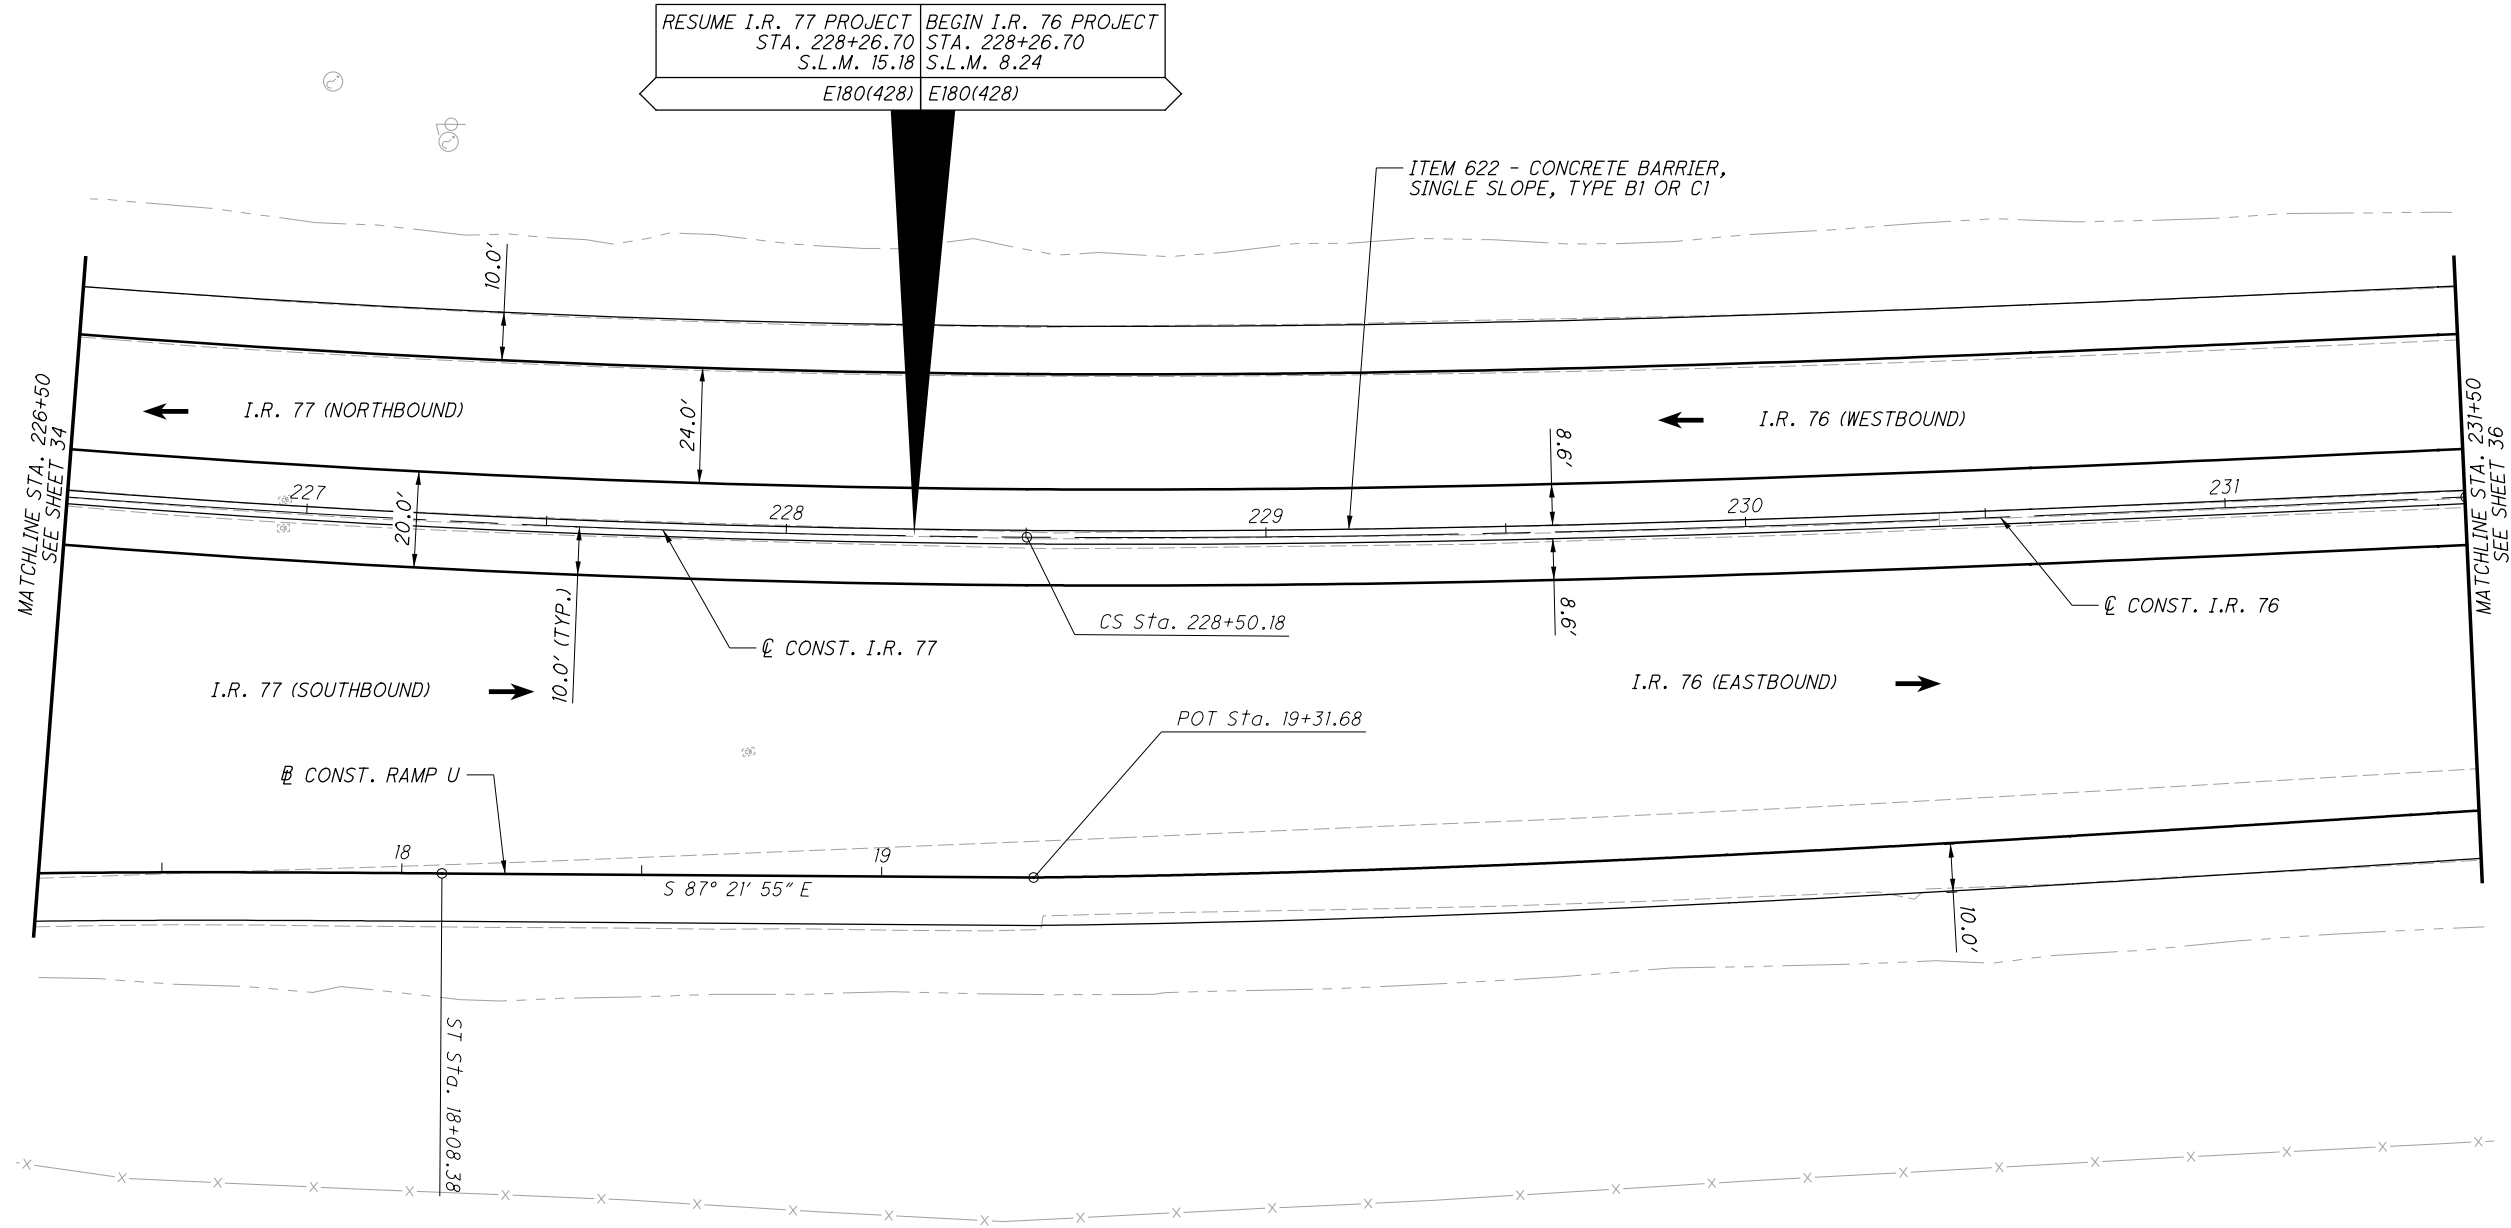 RESUME I.R. 77 PROJECT
STA. 228+26.70
S.L.M. 15.18
E180(428)
BEGIN I.R. 76 PROJECT
STA. 228+26.70
S.L.M. 8.24
E180(428)
ITEM 622 - CONCRETE BARRIER,
SINGLE SLOPE, TYPE B1 OR C1
10.0'
MATCHLINE STA. 226+50
SEE SHEET 34
I.R. 77 (NORTHBOUND)
24.0'
I.R. 76 (WESTBOUND)
MATCHLINE STA. 231+50
SEE SHEET 36
8.6'
227
20.0'
228
229
230
231
10.0' (TYP.)
℄ CONST. I.R. 77
CS Sta. 228+50.18
8.6'
℄ CONST. I.R. 76
I.R. 77 (SOUTHBOUND)
I.R. 76 (EASTBOUND)
POT Sta. 19+31.68
BL CONST. RAMP U
18
19
S 87° 21' 55" E
10.0'
ST Sta. 18+08.38